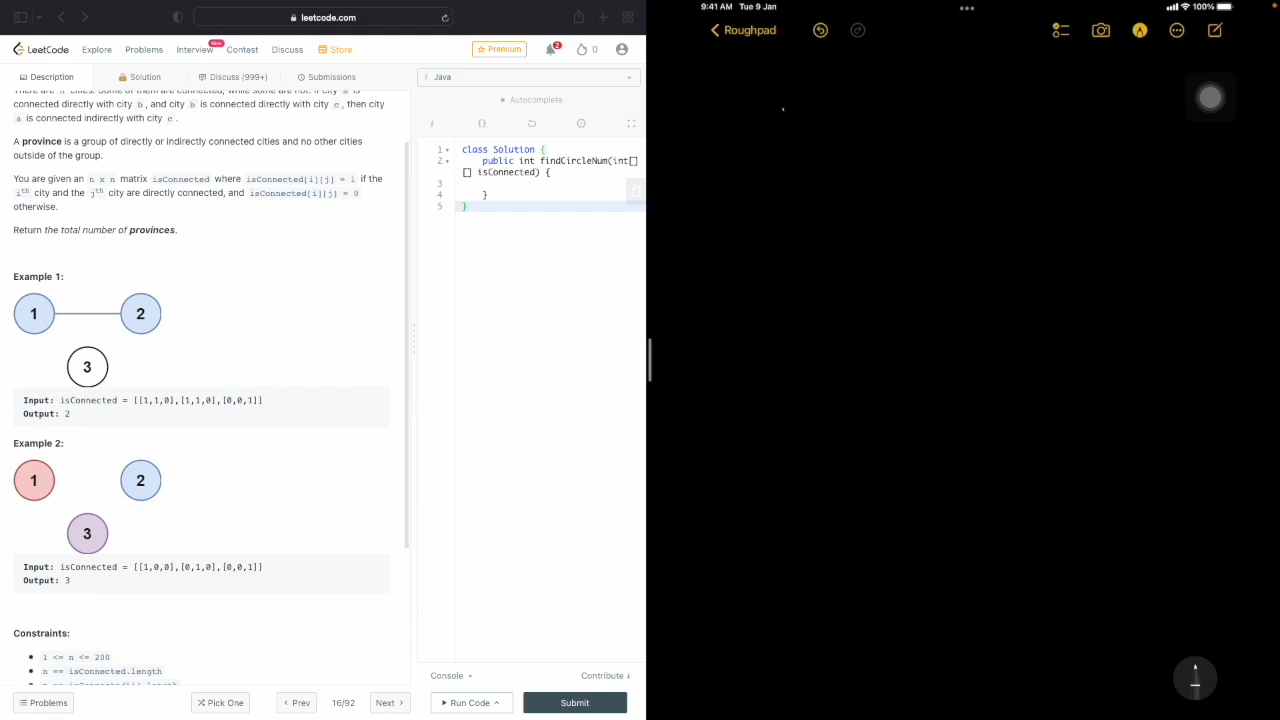 9:41 AM Tue 9 Jan
100%
leetcode.com
Roughpad
LeetCode
Explore
Problems
Interview
New
Contest
Discuss
Store
Premium
2
0
Description
Solution
Discuss (999+)
Submissions
i Java
connected directly with city b, and city b is connected directly with city c, then city
a is connected indirectly with city c.
A province is a group of directly or indirectly connected cities and no other cities
outside of the group.
You are given an n x n matrix isConnected where isConnected[i][j] = 1 if the
ith city and the jth city are directly connected, and isConnected[i][j] = 0
otherwise.
Return the total number of provinces.
Example 1:
1
2
3
Input: isConnected = [[1,1,0],[1,1,0],[0,0,1]]
Output: 2
Example 2:
1
2
3
Input: isConnected = [[1,0,0],[0,1,0],[0,0,1]]
Output: 3
Constraints:
1 <= n <= 200
n == isConnected.length
Autocomplete
i
{}
1 class Solution {
2 public int findCircleNum(int[]
[] isConnected) {
3
4 }
5 }
Console
Contribute i
Problems
Pick One
Prev
16/92
Next
Run Code
Submit